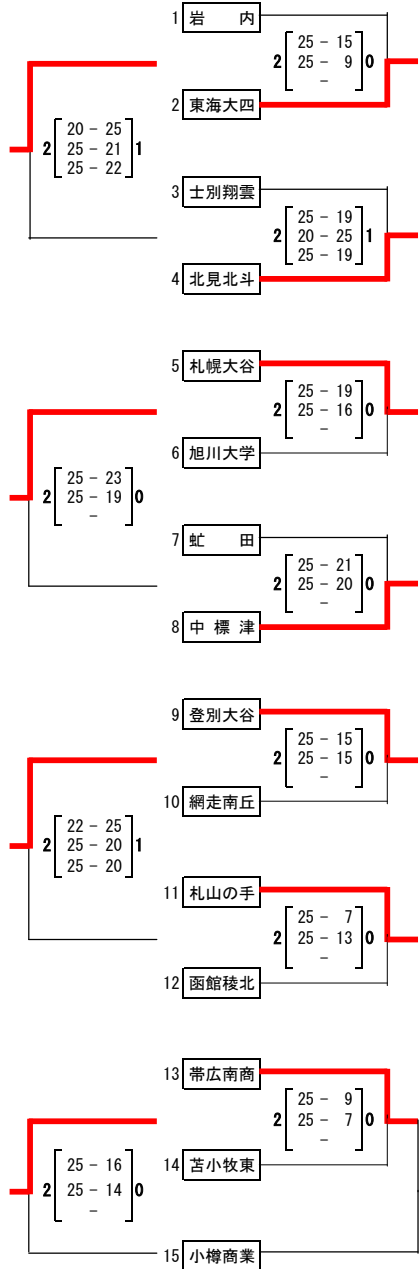 1 岩 内
25 - 15
2 25 - 9 0
-
2 東海大四
20 - 25
2 25 - 21 1
25 - 22
3 士別翔雲
25 - 19
2 20 - 25 1
25 - 19
4 北見北斗
5 札幌大谷
25 - 19
2 25 - 16 0
-
6 旭川大学
25 - 23
2 25 - 19 0
-
7 虻 田
25 - 21
2 25 - 20 0
-
8 中 標 津
9 登別大谷
25 - 15
2 25 - 15 0
-
10 網走南丘
22 - 25
2 25 - 20 1
25 - 20
11 札山の手
25 - 7
2 25 - 13 0
-
12 函館稜北
13 帯広南商
25 - 9
2 25 - 7 0
-
14 苫小牧東
25 - 16
2 25 - 14 0
-
15 小樽商業